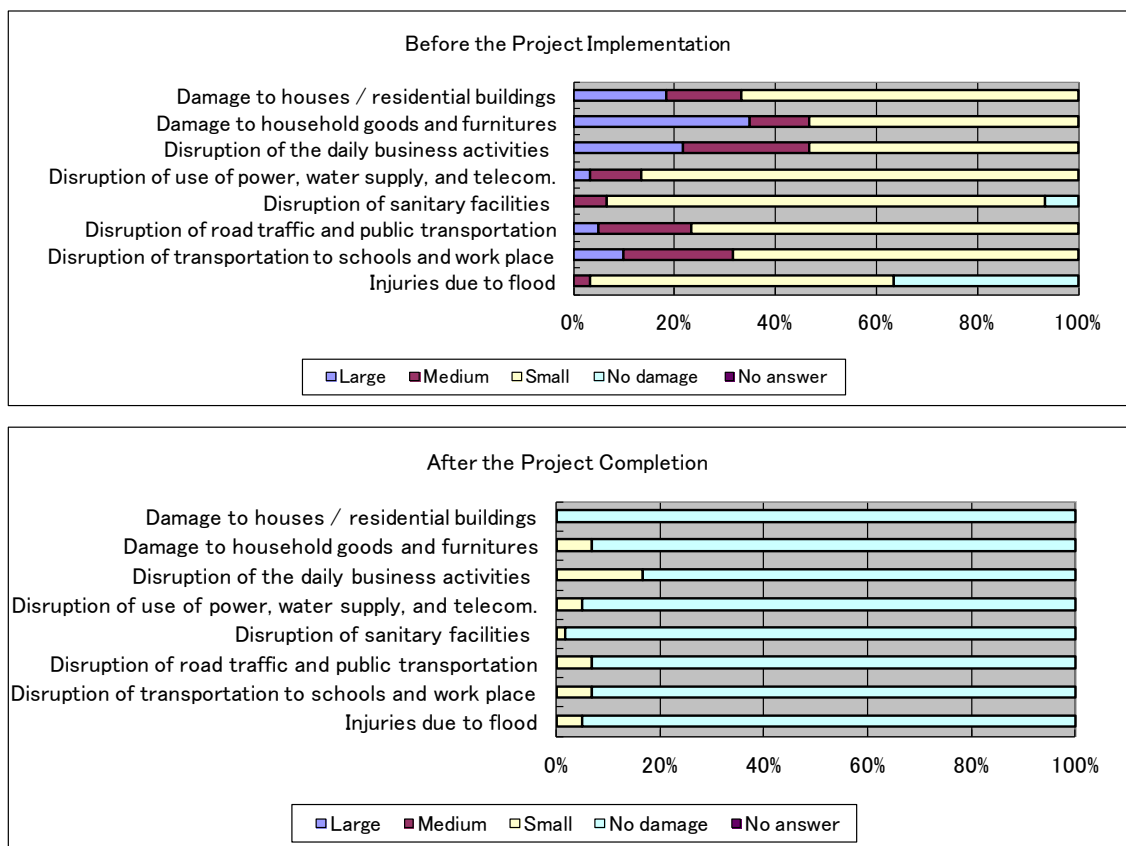 Before the Project Implementation
Damage to houses / residential buildings
Damage to household goods and furnitures
Disruption of the daily business activities
Disruption of use of power, water supply, and telecom.
Disruption of sanitary facilities
Disruption of road traffic and public transportation
Disruption of transportation to schools and work place
Injuries due to flood
0% 20% 40% 60% 80% 100%
Large Medium Small No damage No answer
After the Project Completion
Damage to houses / residential buildings
Damage to household goods and furnitures
Disruption of the daily business activities
Disruption of use of power, water supply, and telecom.
Disruption of sanitary facilities
Disruption of road traffic and public transportation
Disruption of transportation to schools and work place
Injuries due to flood
0% 20% 40% 60% 80% 100%
Large Medium Small No damage No answer